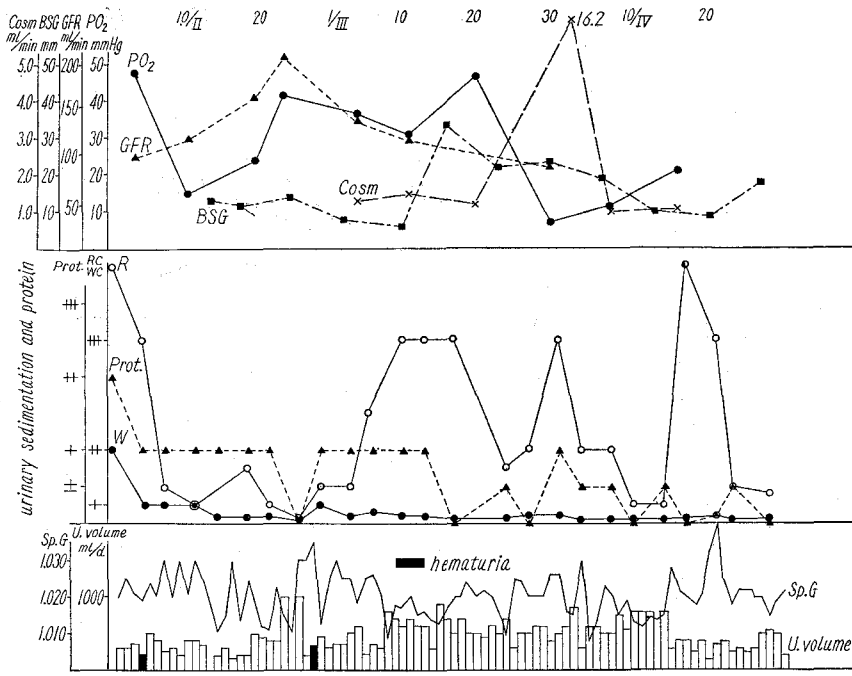 10/II 20 1/III 10 20 30 16.2 10/IV 20
Cosm BSG GFR PO2
ml/min mm ml/min mmHg
5.0 50 200 50
4.0 40 150 40
3.0 30 30
100
2.0 20 20
1.0 10 50 10
PO2
GFR
BSG
Cosm
urinary sedimentation and protein
Prot. RC WC
R
Prot.
W
+++ +++
++
+ ++
±
+
Sp.G U.volume
ml/d.
1.030
1.020 1.000
1.010
hematuria
Sp.G
U.volume